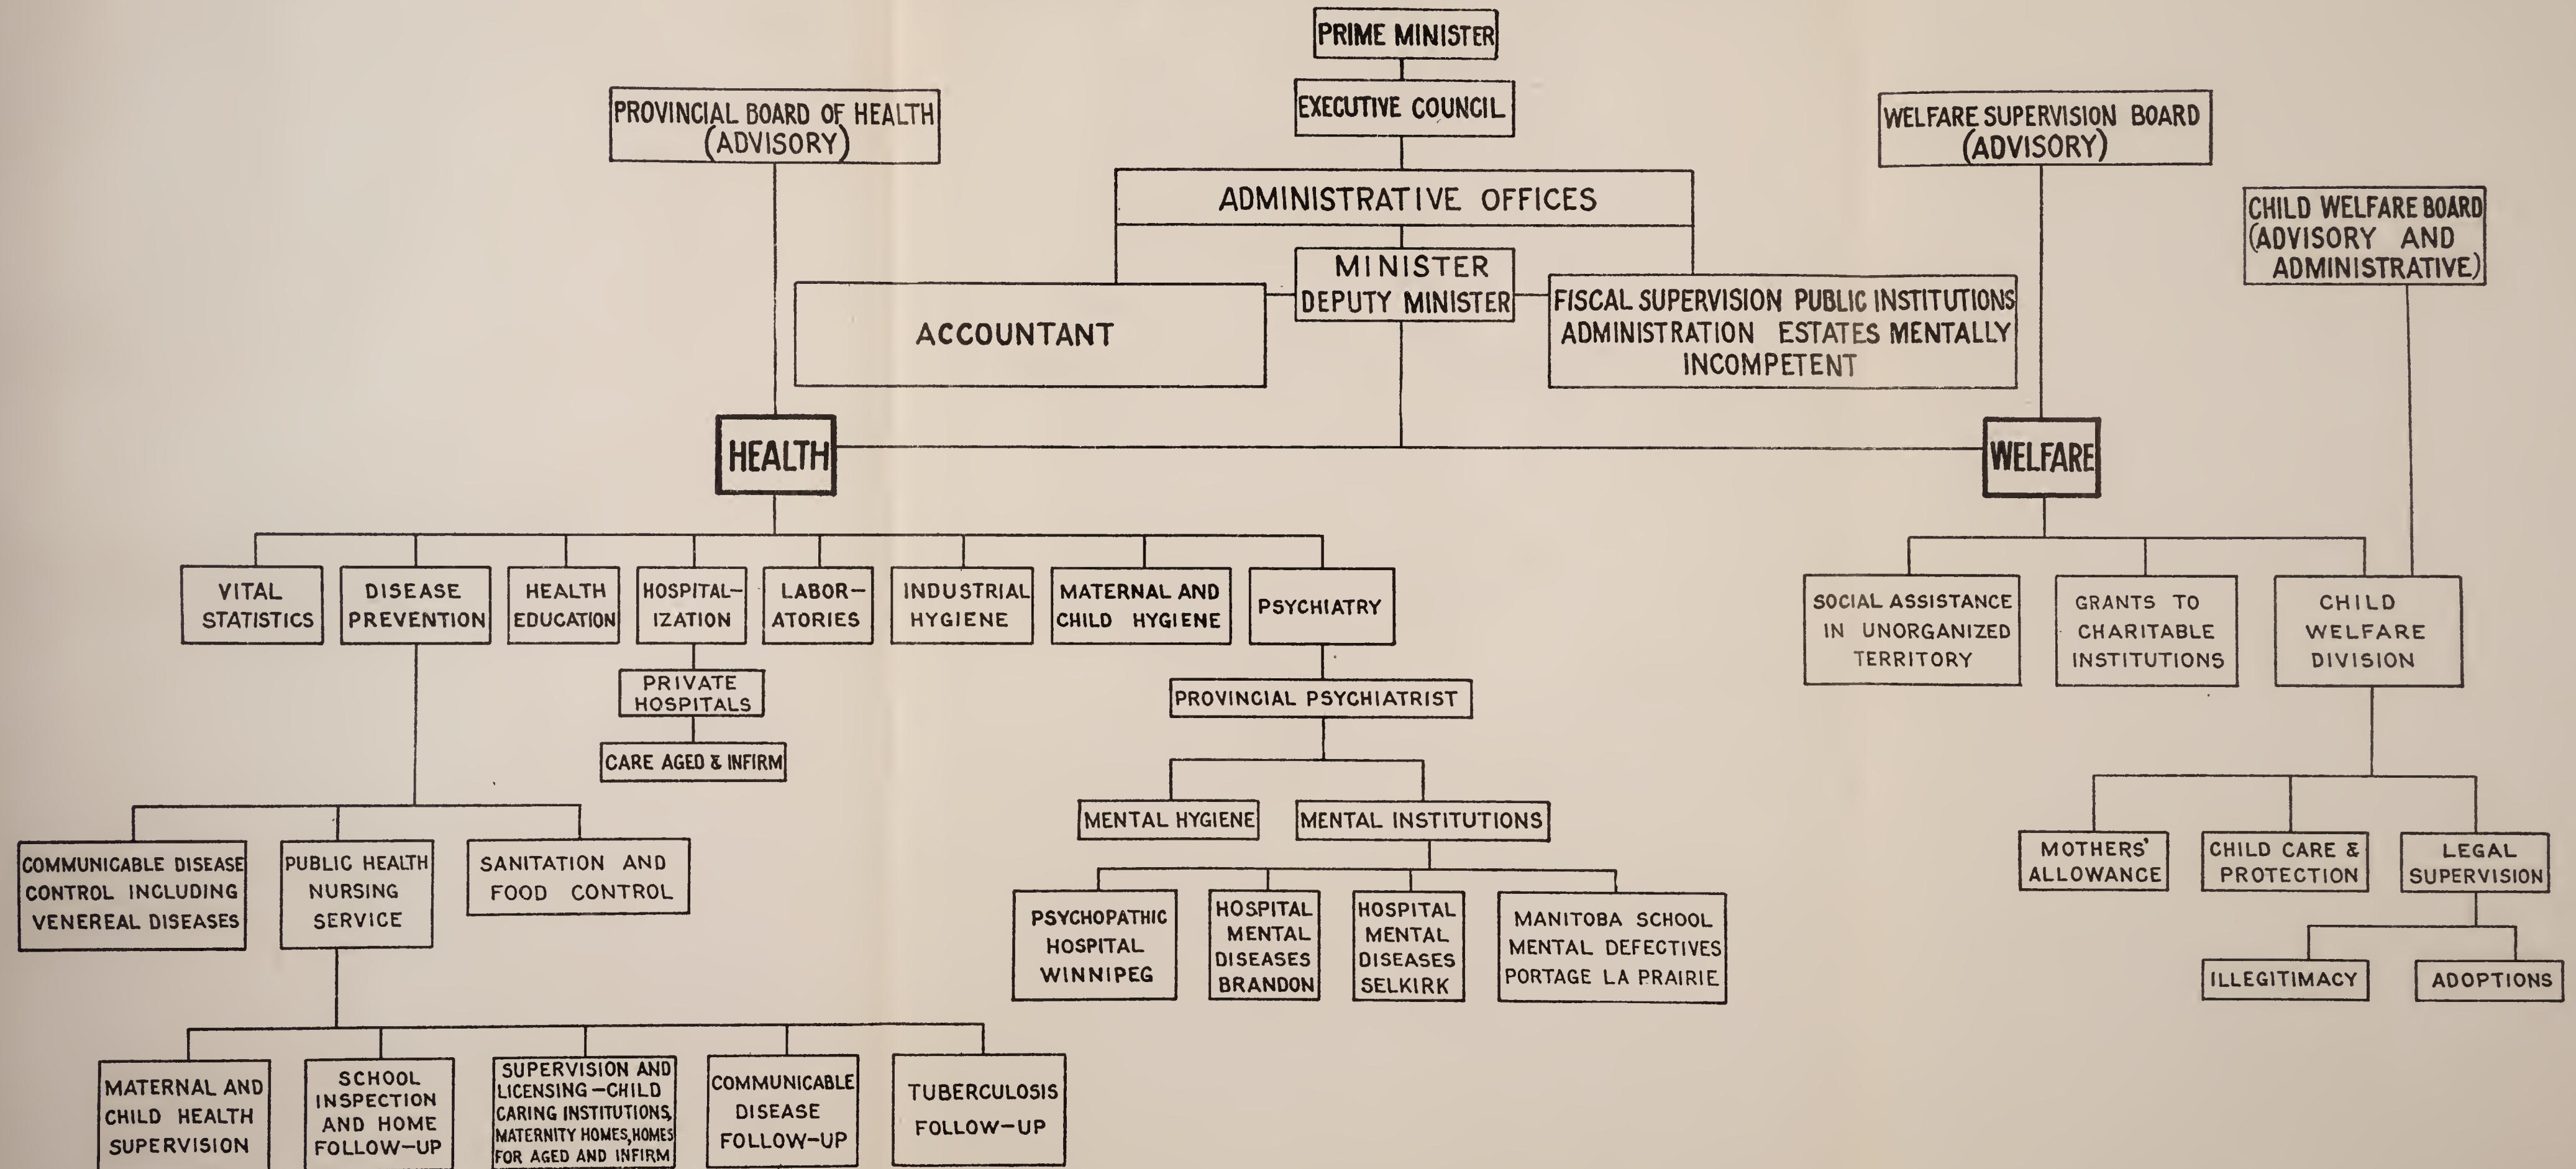 PRIME MINISTER
EXECUTIVE COUNCIL
PROVINCIAL BOARD OF HEALTH
(ADVISORY)
WELFARE SUPERVISION BOARD
(ADVISORY)
ADMINISTRATIVE OFFICES
CHILD WELFARE BOARD
(ADVISORY AND
ADMINISTRATIVE)
MINISTER
DEPUTY MINISTER
ACCOUNTANT
FISCAL SUPERVISION PUBLIC INSTITUTIONS
ADMINISTRATION ESTATES MENTALLY
INCOMPETENT
HEALTH
WELFARE
VITAL
STATISTICS
DISEASE
PREVENTION
HEALTH
EDUCATION
HOSPITAL-
IZATION
LABOR-
ATORIES
INDUSTRIAL
HYGIENE
MATERNAL AND
CHILD HYGIENE
PSYCHIATRY
SOCIAL ASSISTANCE
IN UNORGANIZED
TERRITORY
GRANTS TO
CHARITABLE
INSTITUTIONS
CHILD
WELFARE
DIVISION
PRIVATE
HOSPITALS
CARE AGED & INFIRM
PROVINCIAL PSYCHIATRIST
MENTAL HYGIENE
MENTAL INSTITUTIONS
COMMUNICABLE DISEASE
CONTROL INCLUDING
VENEREAL DISEASES
PUBLIC HEALTH
NURSING
SERVICE
SANITATION AND
FOOD CONTROL
MOTHERS'
ALLOWANCE
CHILD CARE &
PROTECTION
LEGAL
SUPERVISION
PSYCHOPATHIC
HOSPITAL
WINNIPEG
HOSPITAL
MENTAL
DISEASES
BRANDON
HOSPITAL
MENTAL
DISEASES
SELKIRK
MANITOBA SCHOOL
MENTAL DEFECTIVES
PORTAGE LA PRAIRIE
ILLEGITIMACY
ADOPTIONS
MATERNAL AND
CHILD HEALTH
SUPERVISION
SCHOOL
INSPECTION
AND HOME
FOLLOW-UP
SUPERVISION AND
LICENSING-CHILD
CARING INSTITUTIONS,
MATERNITY HOMES, HOMES
FOR AGED AND INFIRM
COMMUNICABLE
DISEASE
FOLLOW-UP
TUBERCULOSIS
FOLLOW-UP